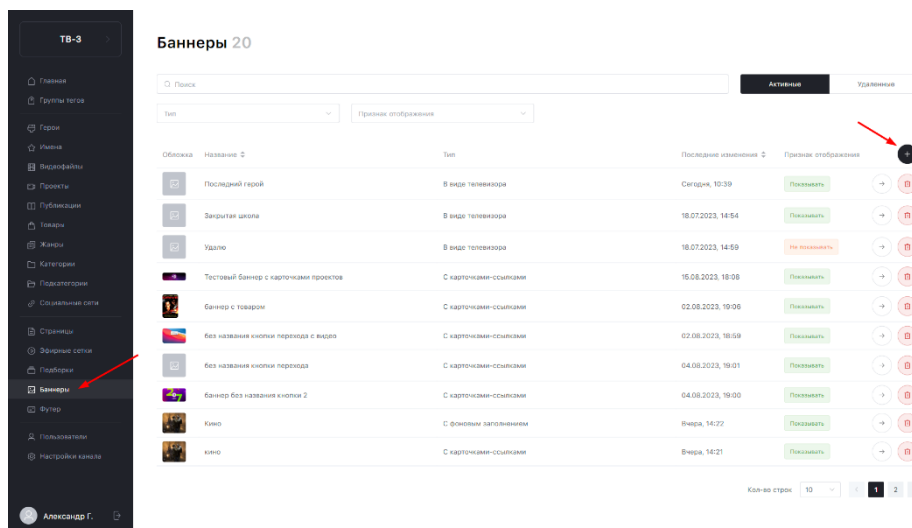 ТВ-3
Главная
Группы тегов
Герои
Имена
Видеофайлы
Проекты
Публикации
Товары
Жанры
Категории
Подкатегории
Социальные сети
Страницы
Эфирные сетки
Подборки
Баннеры
Футер
Пользователи
Настройки канала
Александр Г.
Баннеры 20
Поиск
Активные Удаленные
Тип Признак отображения
Обложка Название Тип Последние изменения Признак отображения
Последний герой В виде телевизора Сегодня, 10:39 Показывать
Закрытая школа В виде телевизора 18.07.2023, 14:54 Показывать
Удалю В виде телевизора 18.07.2023, 14:59 Не показывать
Тестовый баннер с карточками проектов С карточками-ссылками 15.08.2023, 18:08 Показывать
баннер с товаром С карточками-ссылками 02.08.2023, 19:06 Показывать
без названия кнопки перехода с видео С карточками-ссылками 02.08.2023, 18:59 Показывать
без названия кнопки перехода С карточками-ссылками 04.08.2023, 19:01 Показывать
баннер без названия кнопки 2 С карточками-ссылками 04.08.2023, 19:00 Показывать
Кино С фоновым заполнением Вчера, 14:22 Показывать
кино С карточками-ссылками Вчера, 14:21 Показывать
Кол-во строк 10 1 2